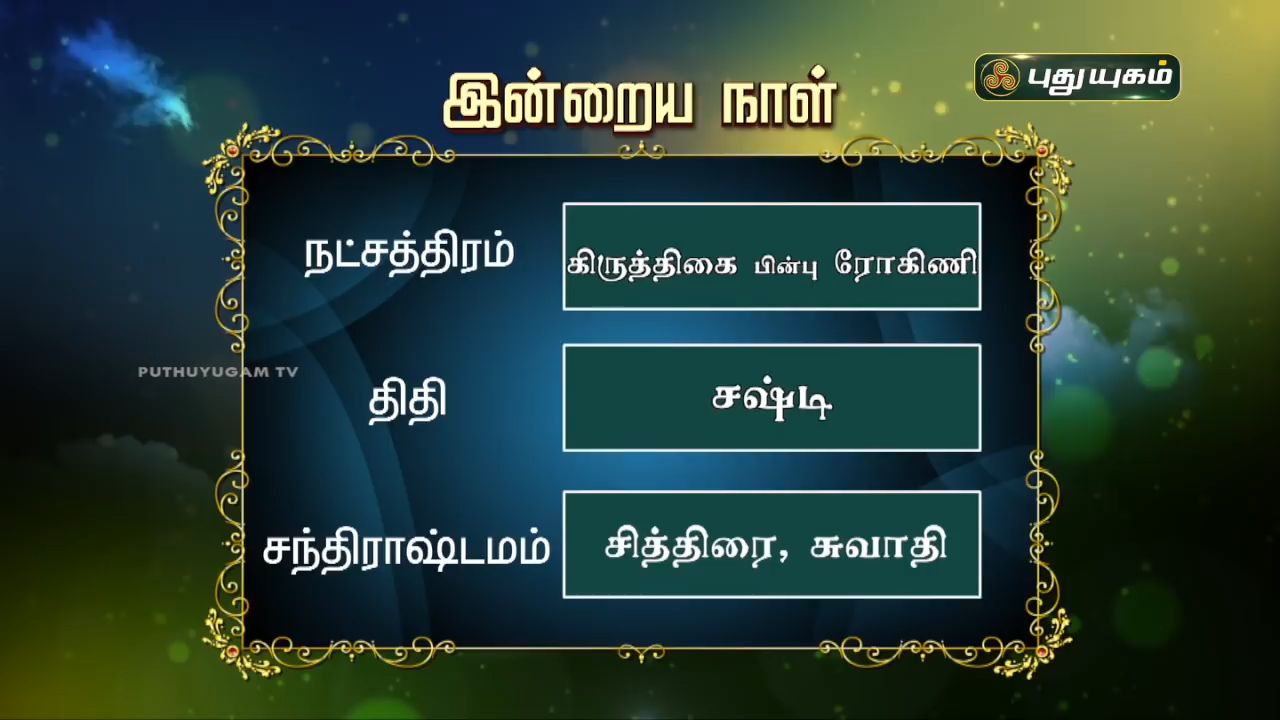 இன்றைய நாள்
புதுயுகம்
நட்சத்திரம்
கிருத்திகை பின்பு ரோகிணி
PUTHUYUGAM TV
திதி
சஷ்டி
சந்திராஷ்டமம்
சித்திரை, சுவாதி